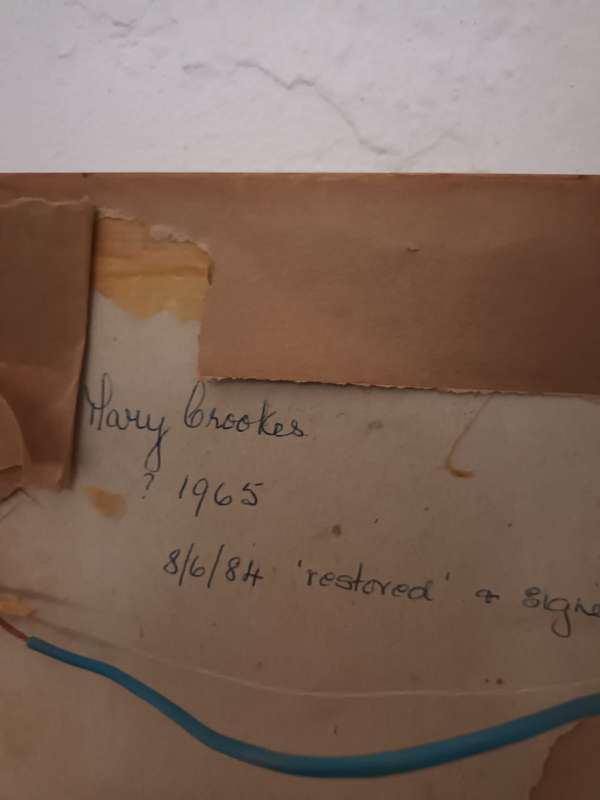 Mary Crookes
? 1965
8/6/84 'restored' & signe